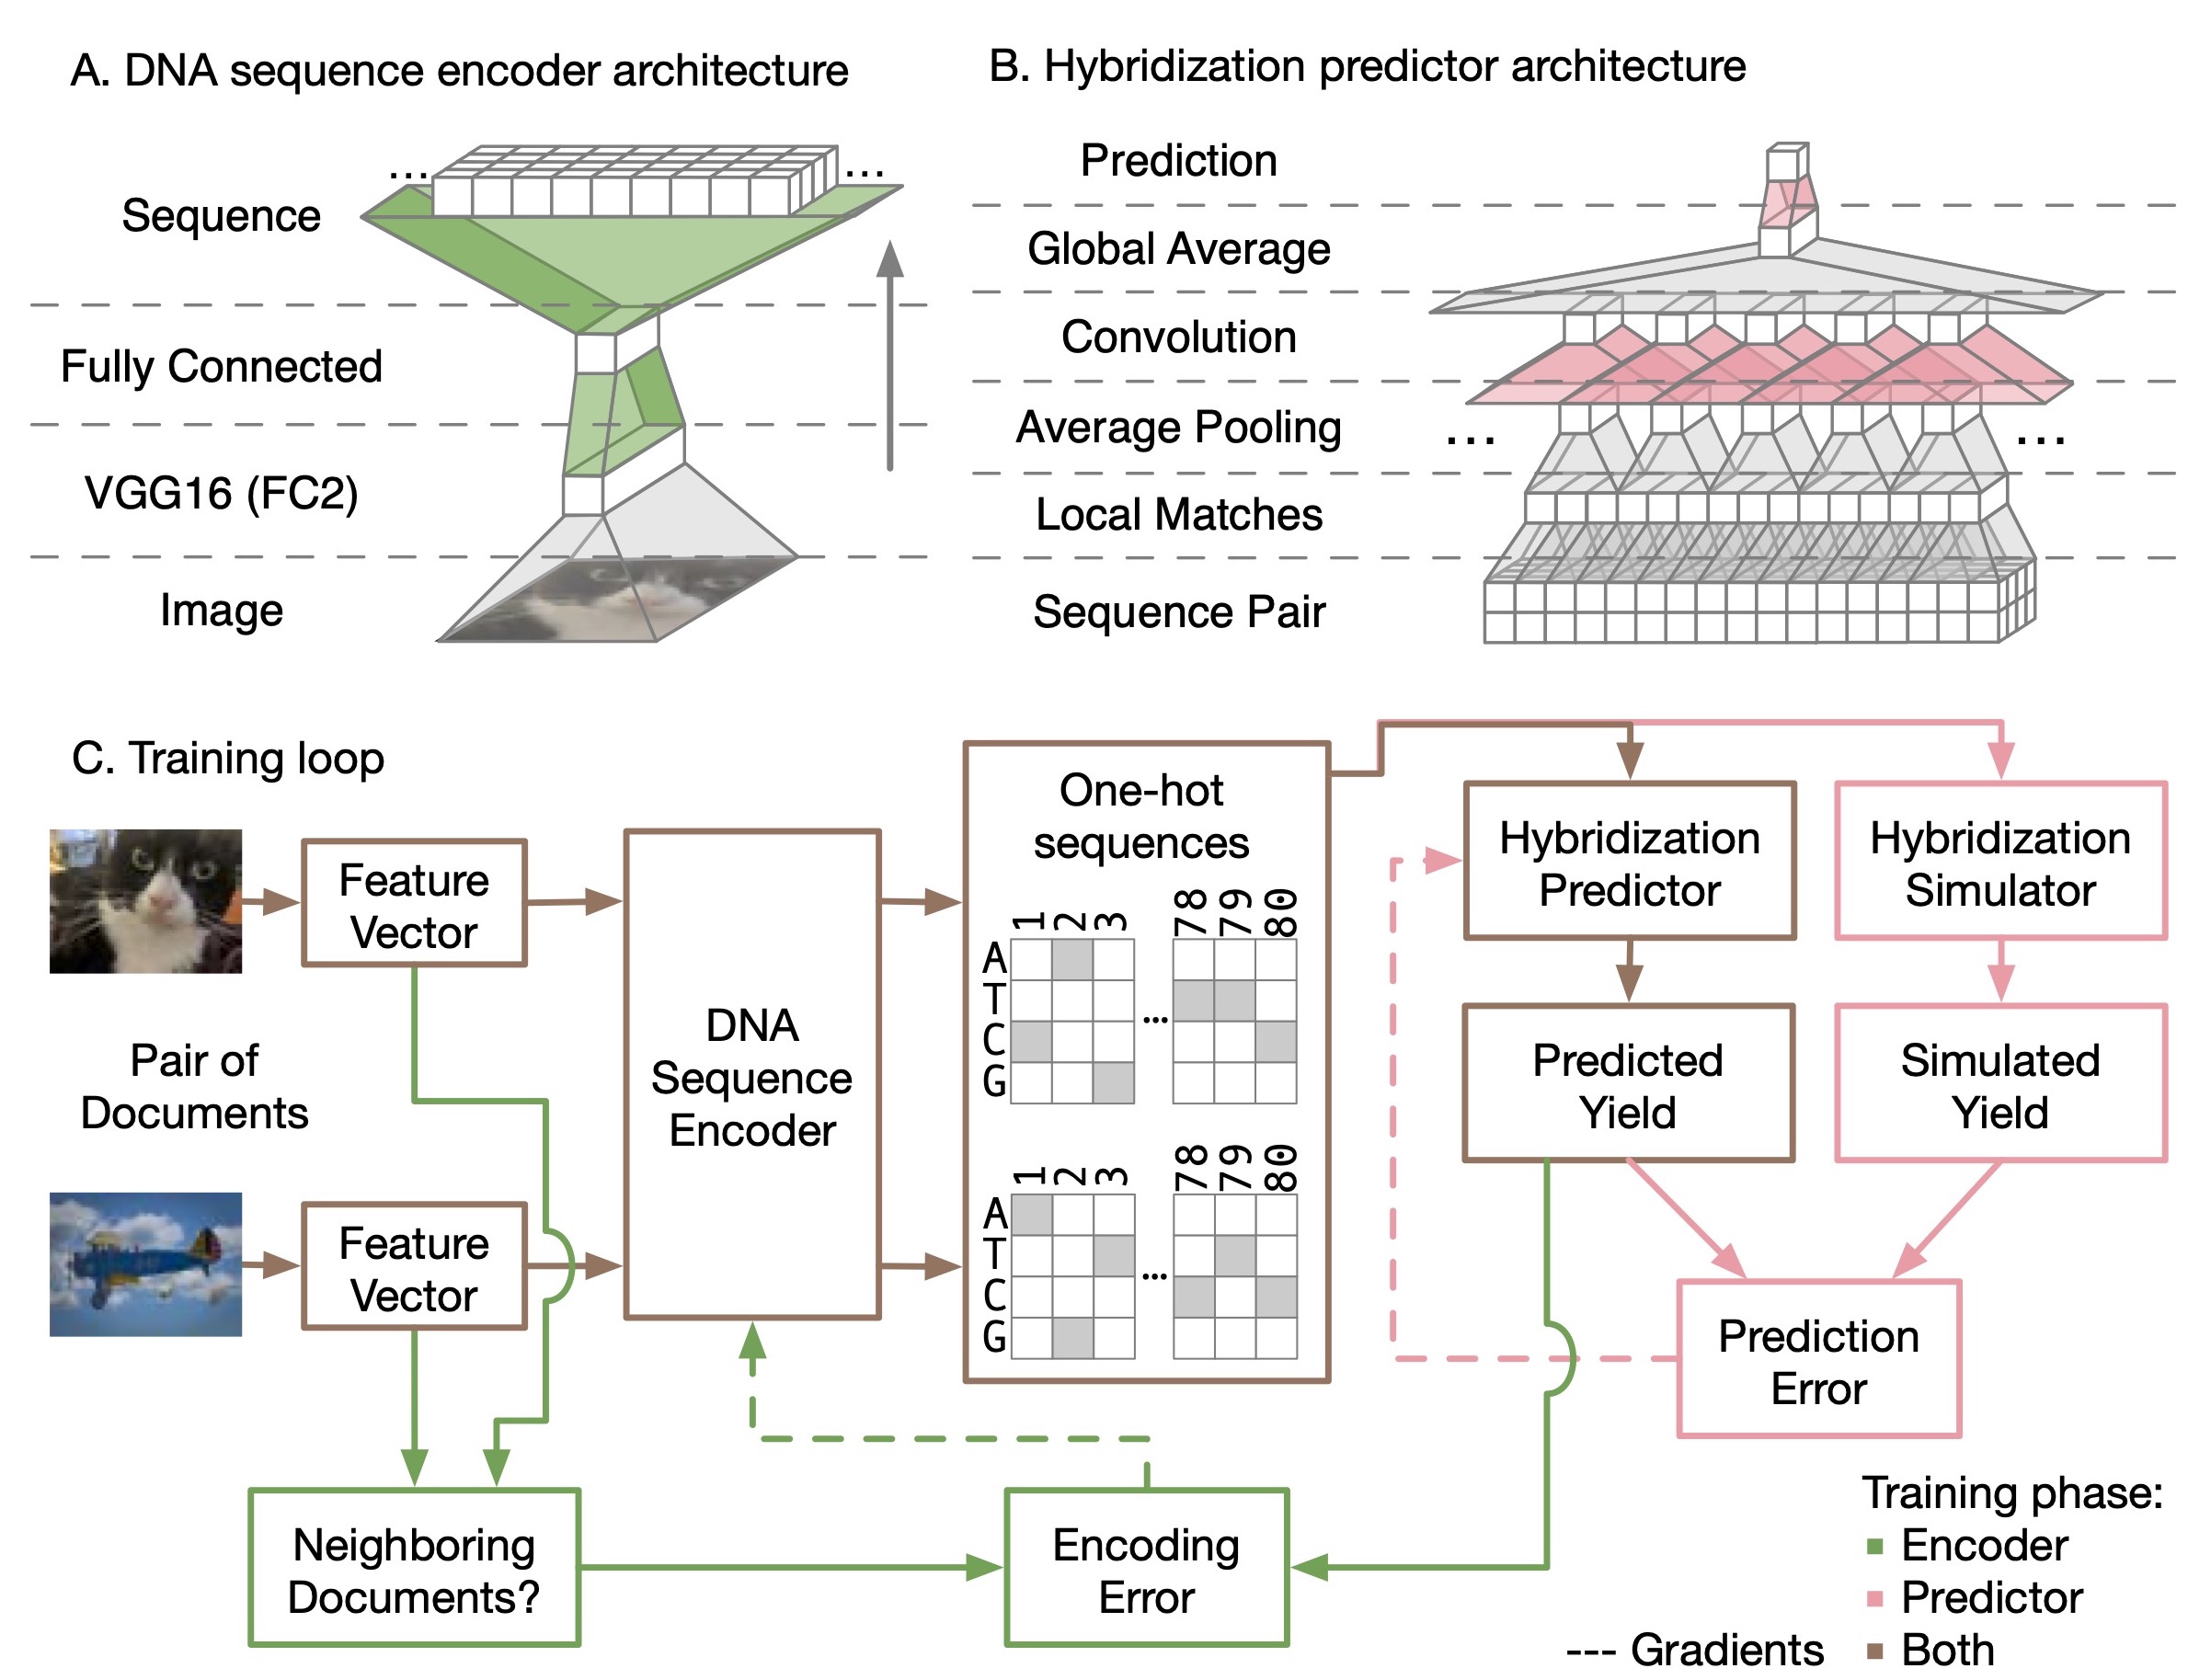 A. DNA sequence encoder architecture
...
...
Sequence
Fully Connected
VGG16 (FC2)
Image
B. Hybridization predictor architecture
Prediction
Global Average
Convolution
Average Pooling
...
...
Local Matches
Sequence Pair
C. Training loop
Pair of
Documents
Feature
Vector
Feature
Vector
DNA
Sequence
Encoder
One-hot
sequences
1 2 3 78 79 80
A
T
C
G
...
1 2 3 78 79 80
A
T
C
G
...
Hybridization
Predictor
Hybridization
Simulator
Predicted
Yield
Simulated
Yield
Prediction
Error
Neighboring
Documents?
Encoding
Error
Training phase:
Encoder
Predictor
Both
--- Gradients